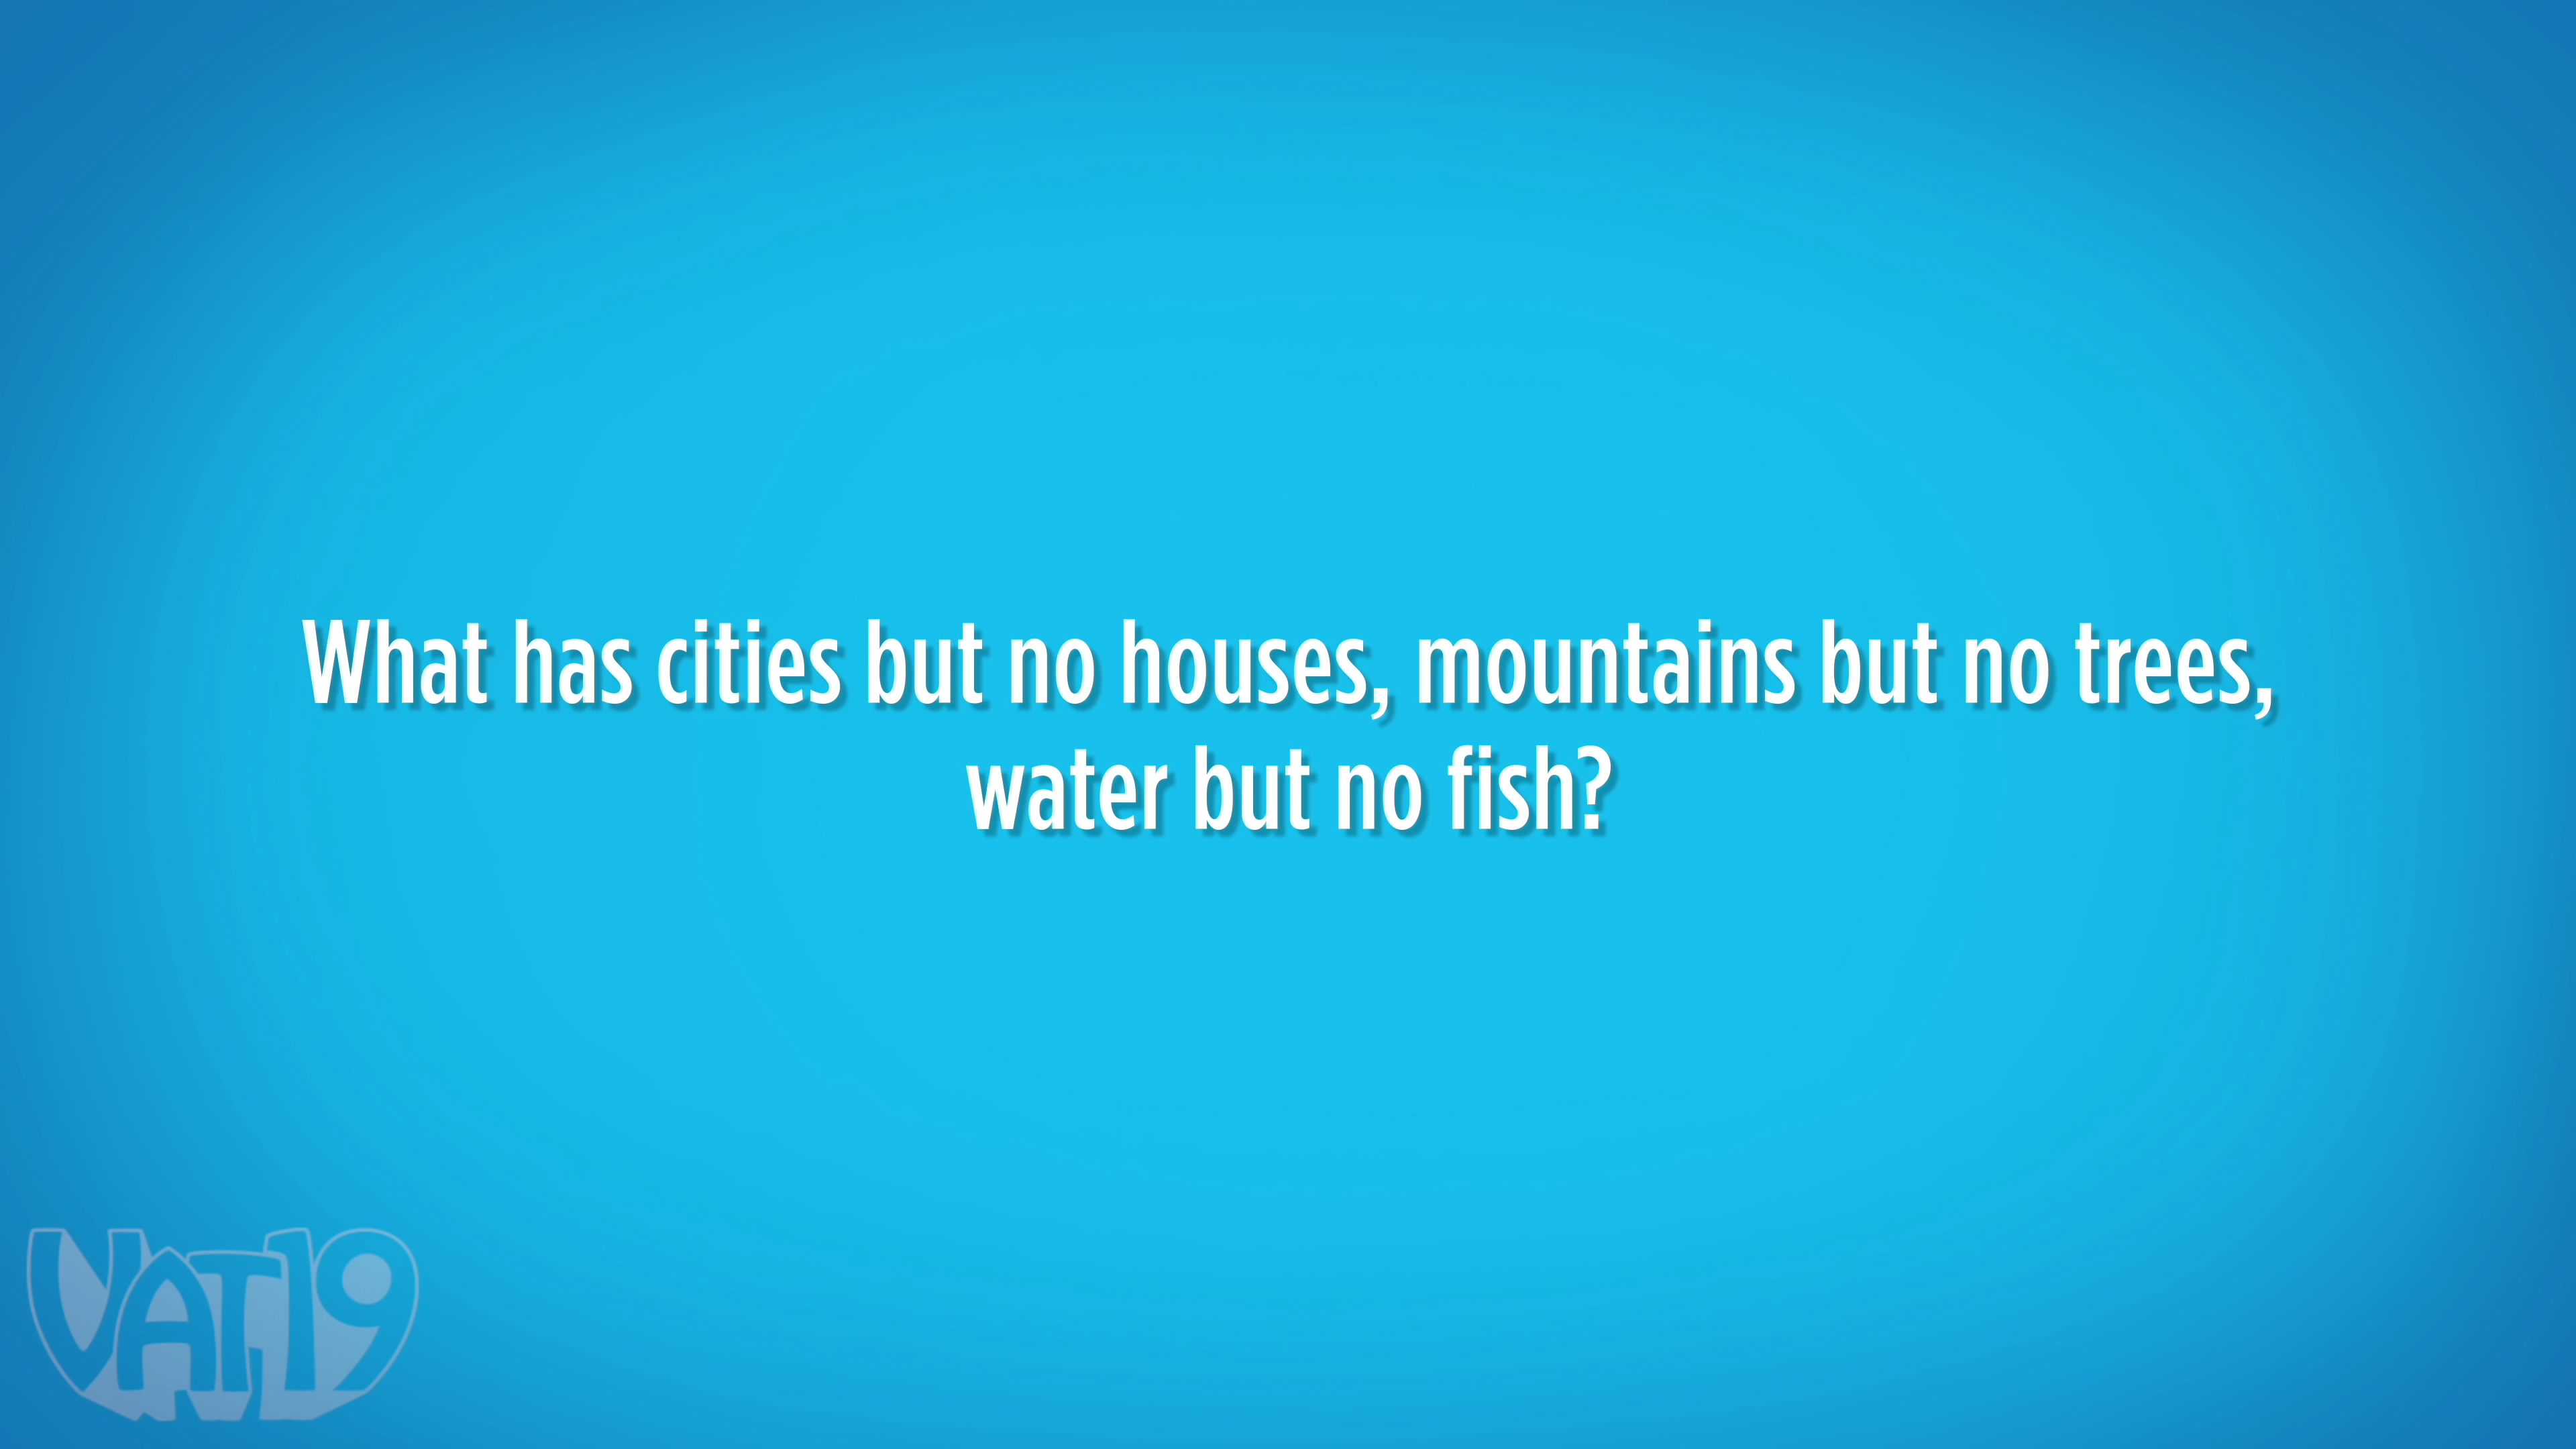 What has cities but no houses, mountains but no trees,
water but no fish?
VAT19